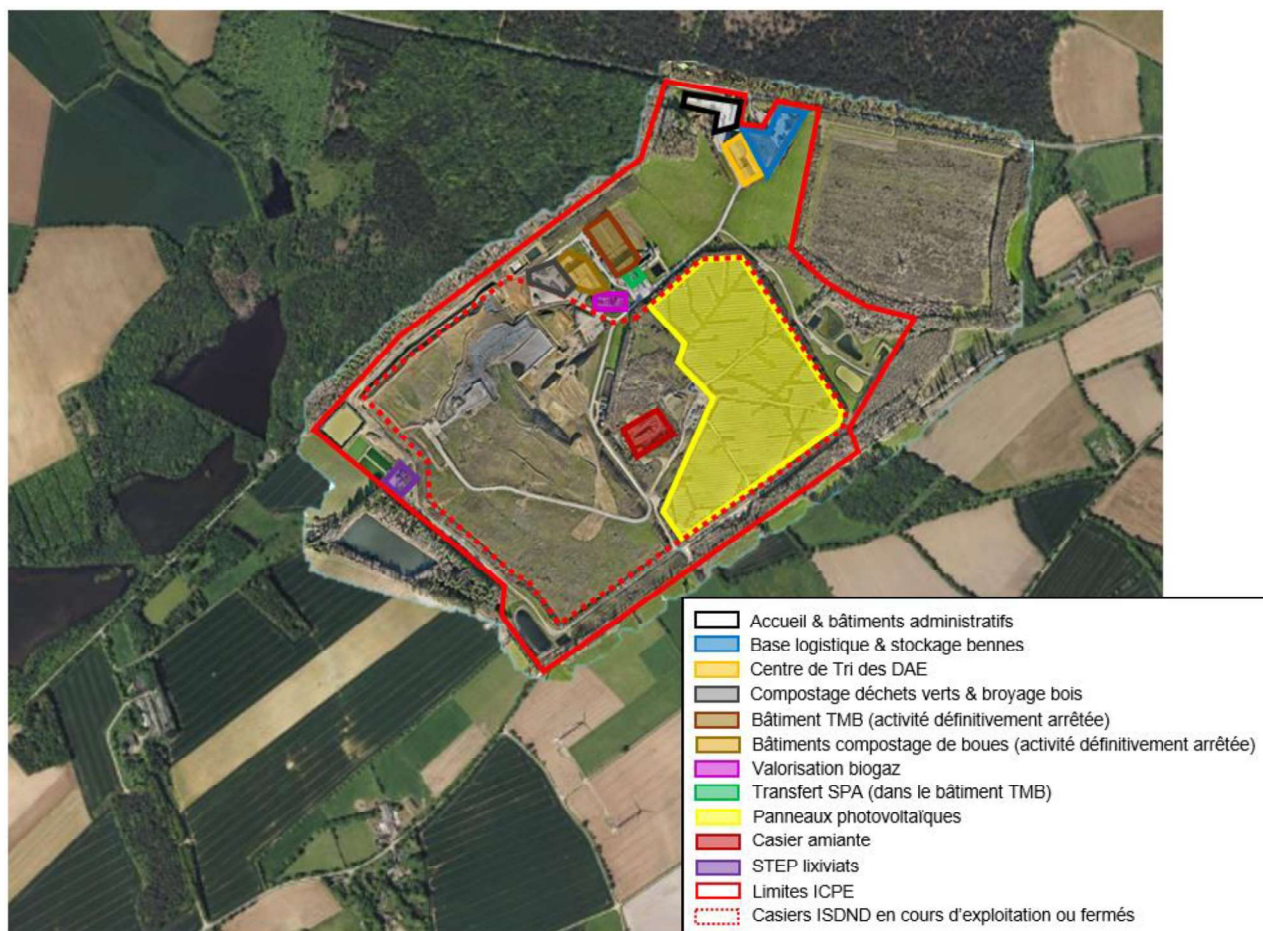 Accueil & bâtiments administratifs
Base logistique & stockage bennes
Centre de Tri des DAE
Compostage déchets verts & broyage bois
Bâtiment TMB (activité définitivement arrêtée)
Bâtiments compostage de boues (activité définitivement arrêtée)
Valorisation biogaz
Transfert SPA (dans le bâtiment TMB)
Panneaux photovoltaïques
Casier amiante
STEP lixiviats
Limites ICPE
Casiers ISDND en cours d'exploitation ou fermés